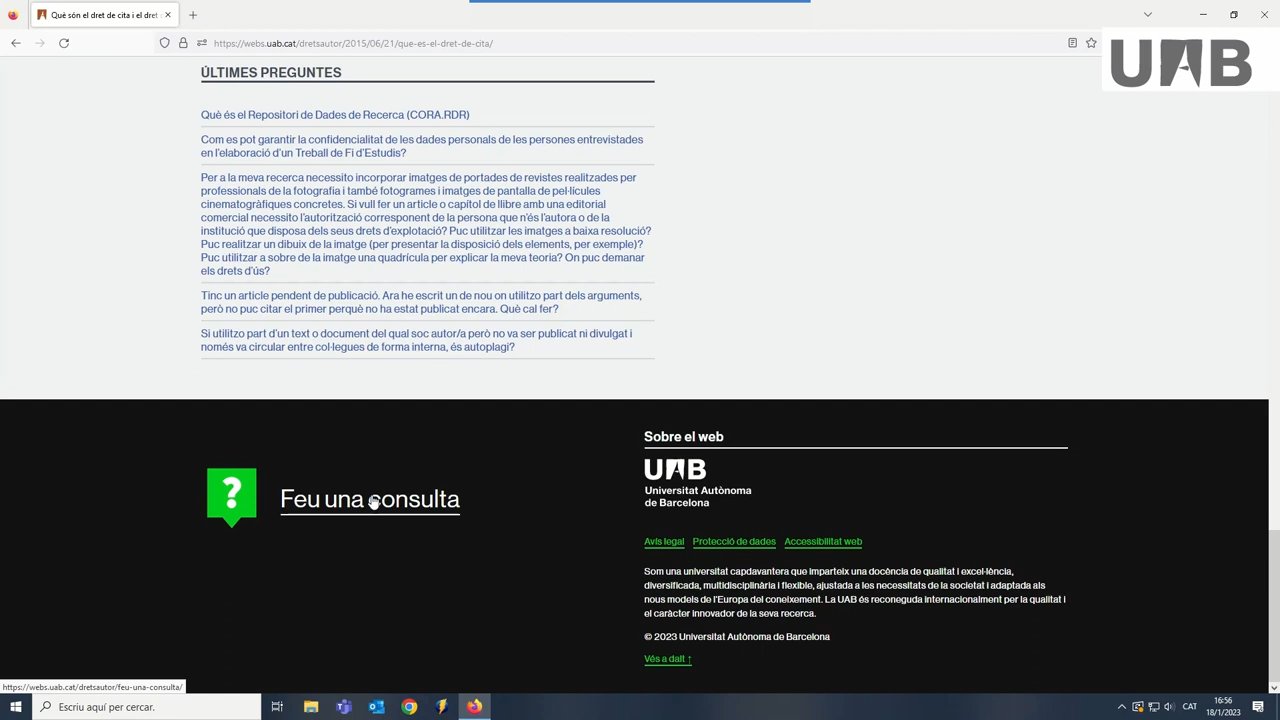 Què són el dret de cita i el dret
https://webs.uab.cat/dretsautor/2015/06/21/que-es-el-dret-de-cita/
UAB
ÚLTIMES PREGUNTES
Què és el Repositori de Dades de Recerca (CORA.RDR)
Com es pot garantir la confidencialitat de les dades personals de les persones entrevistades
en l'elaboració d'un Treball de Fi d'Estudis?
Per a la meva recerca necessito incorporar imatges de portades de revistes realitzades per
professionals de la fotografia i també fotogrames i imatges de pantalla de pel·lícules
cinematogràfiques concretes. Si vull fer un article o capítol de llibre amb una editorial
comercial necessito l'autorització corresponent de la persona que n'és l'autora o de la
institució que disposa dels seus drets d'explotació? Puc utilitzar les imatges a baixa resolució?
Puc realitzar un dibuix de la imatge (per presentar la disposició dels elements, per exemple)?
Puc utilitzar a sobre de la imatge una quadrícula per explicar la meva teoria? On puc demanar
els drets d'ús?
Tinc un article pendent de publicació. Ara he escrit un de nou on utilitzo part dels arguments,
però no puc citar el primer perquè no ha estat publicat encara. Què cal fer?
Si utilitzo part d'un text o document del qual soc autor/a però no va ser publicat ni divulgat i
només va circular entre col·legues de forma interna, és autoplagi?
Feu una consulta
Sobre el web
UAB
Universitat Autònoma
de Barcelona
Avís legal Protecció de dades Accessibilitat web
Som una universitat capdavantera que imparteix una docència de qualitat i excel·lència,
diversificada, multidisciplinària i flexible, ajustada a les necessitats de la societat i adaptada als
nous models de l'Europa del coneixement. La UAB és reconeguda internacionalment per la qualitat i
el caràcter innovador de la seva recerca.
© 2023 Universitat Autònoma de Barcelona
Vés a dalt ↑
https://webs.uab.cat/dretsautor/feu-una-consulta/
Escriu aquí per cercar.
CAT
16:56
18/1/2023